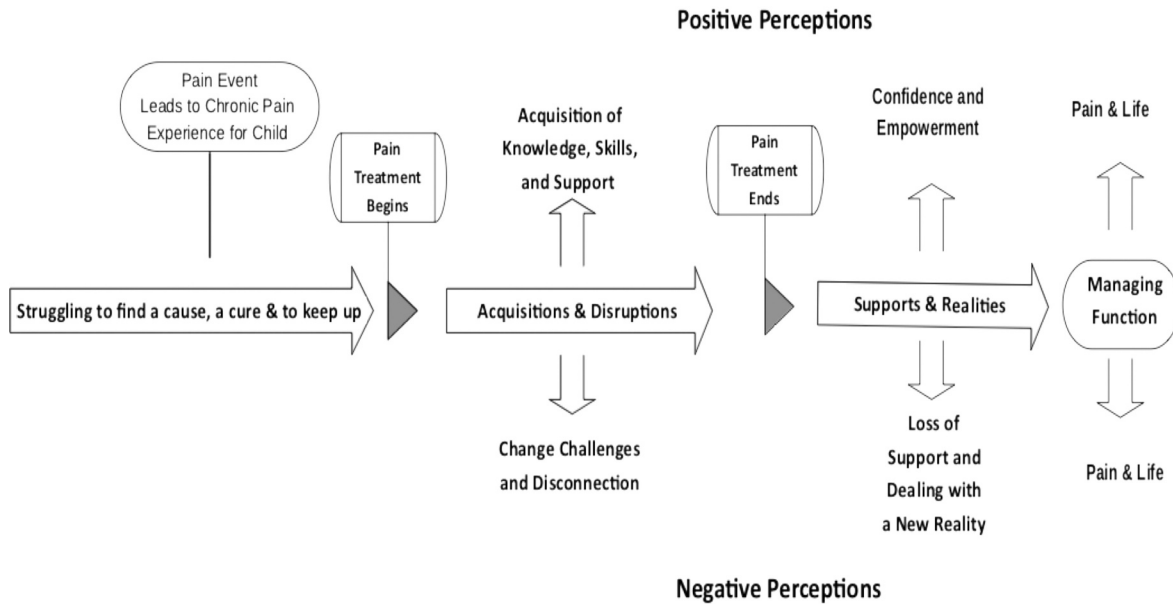 Positive Perceptions
Pain Event
Leads to Chronic Pain
Experience for Child
Pain
Treatment
Begins
Acquisition of
Knowledge, Skills,
and Support
Pain
Treatment
Ends
Confidence and
Empowerment
Pain & Life
Struggling to find a cause, a cure & to keep up
Acquisitions & Disruptions
Supports & Realities
Managing
Function
Change Challenges
and Disconnection
Loss of
Support and
Dealing with
a New Reality
Pain & Life
Negative Perceptions